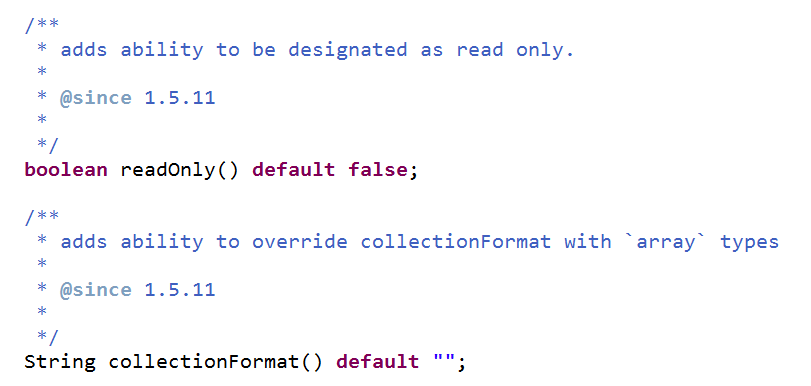 /**
 * adds ability to be designated as read only.
 *
 * @since 1.5.11
 *
 */
boolean readOnly() default false;
/**
 * adds ability to override collectionFormat with `array` types
 *
 * @since 1.5.11
 *
 */
String collectionFormat() default "";